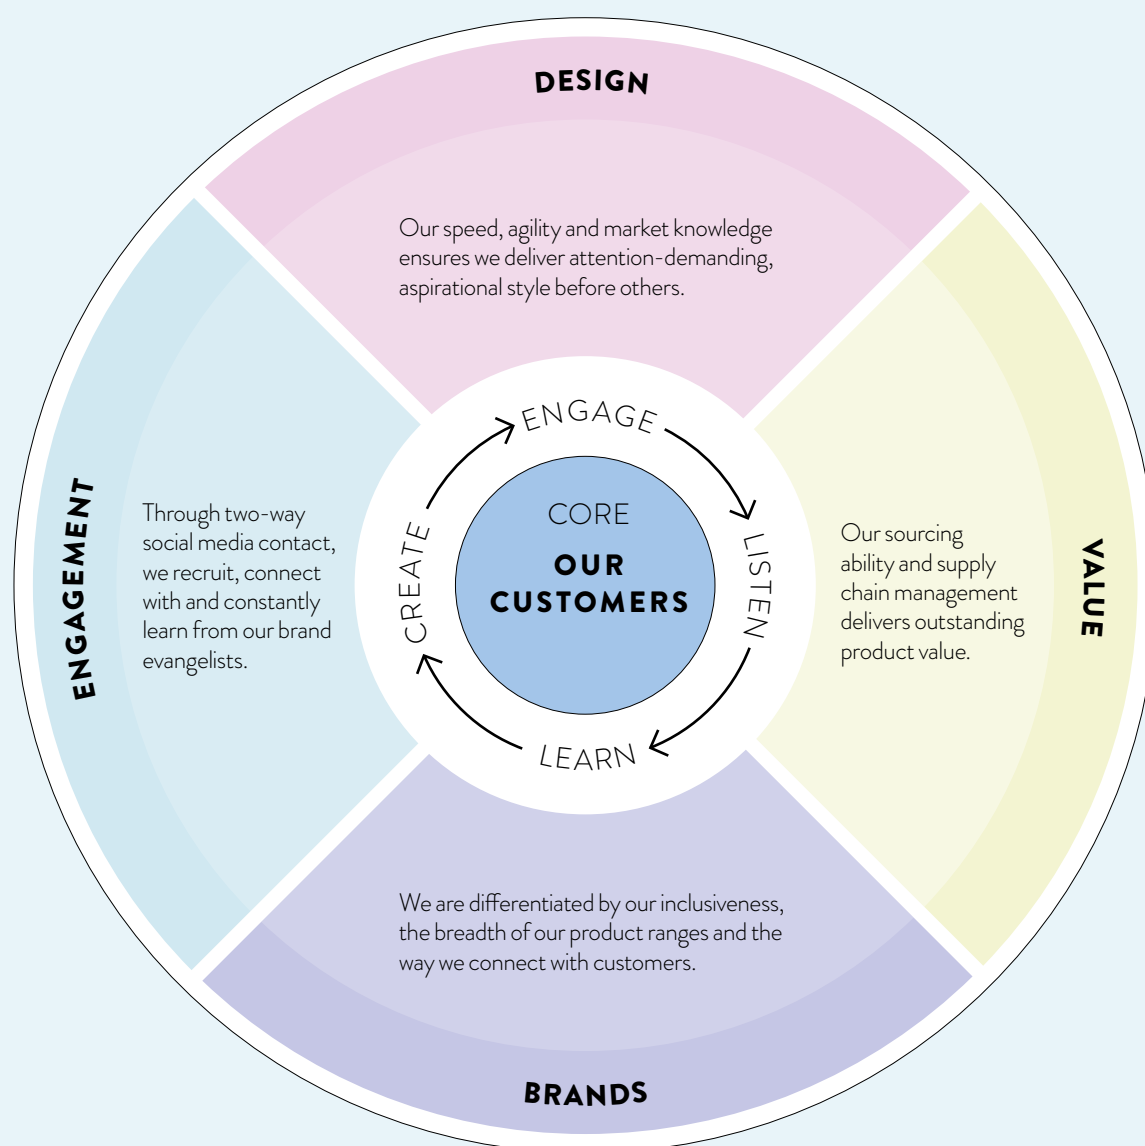 DESIGN
Our speed, agility and market knowledge
ensures we deliver attention-demanding,
aspirational style before others.
ENGAGEMENT
Through two-way
social media contact,
we recruit, connect
with and constantly
learn from our brand
evangelists.
ENGAGE
LISTEN
LEARN
CREATE
CORE
OUR
CUSTOMERS
VALUE
Our sourcing
ability and supply
chain management
delivers outstanding
product value.
We are differentiated by our inclusiveness,
the breadth of our product ranges and the
way we connect with customers.
BRANDS